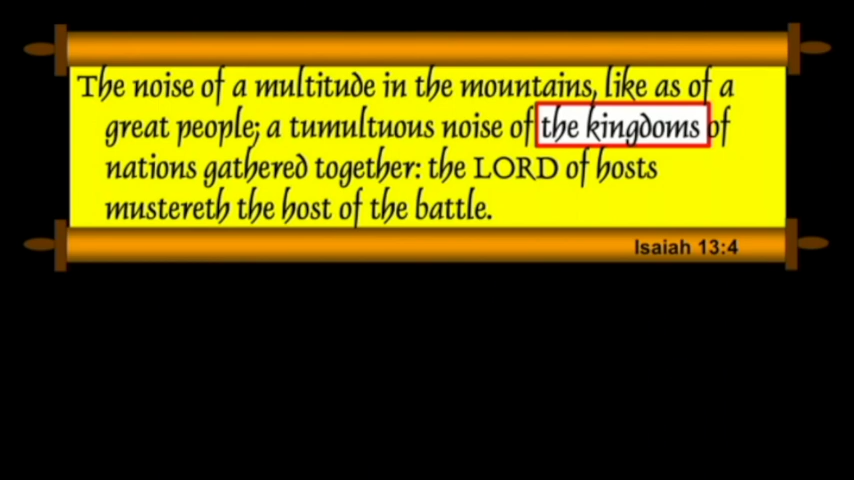 The noise of a multitude in the mountains, like as of a
great people; a tumultuous noise of the kingdoms of
nations gathered together: the LORD of hosts
mustereth the host of the battle.
Isaiah 13:4